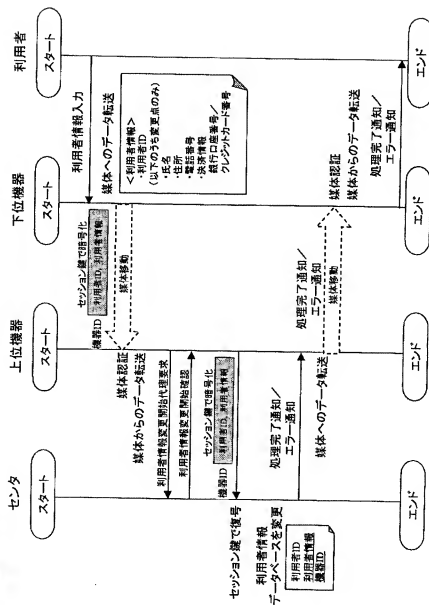 利用者
スタート
エンド
下位機器
スタート
エンド
上位機器
スタート
エンド
センタ
スタート
エンド
利用者情報入力
媒体へのデータ転送
<利用者情報>
・利用者ID
(以下のうち変更点のみ)
・氏名
・住所
・電話番号
・決済情報
銀行口座番号/
クレジットカード番号
セッション鍵で暗号化
機器ID
利用者ID, 利用者情報
媒体移動
媒体認証
媒体からのデータ転送
利用者情報変更開始代理要求
利用者情報変更開始確認
セッション鍵で暗号化
機器ID
利用者ID, 利用者情報
セッション鍵で復号
利用者情報
データベースを変更
利用者ID
利用者情報
機器ID
処理完了通知/
エラー通知
媒体へのデータ転送
処理完了通知/
エラー通知
媒体移動
媒体認証
媒体からのデータ転送
処理完了通知/
エラー通知